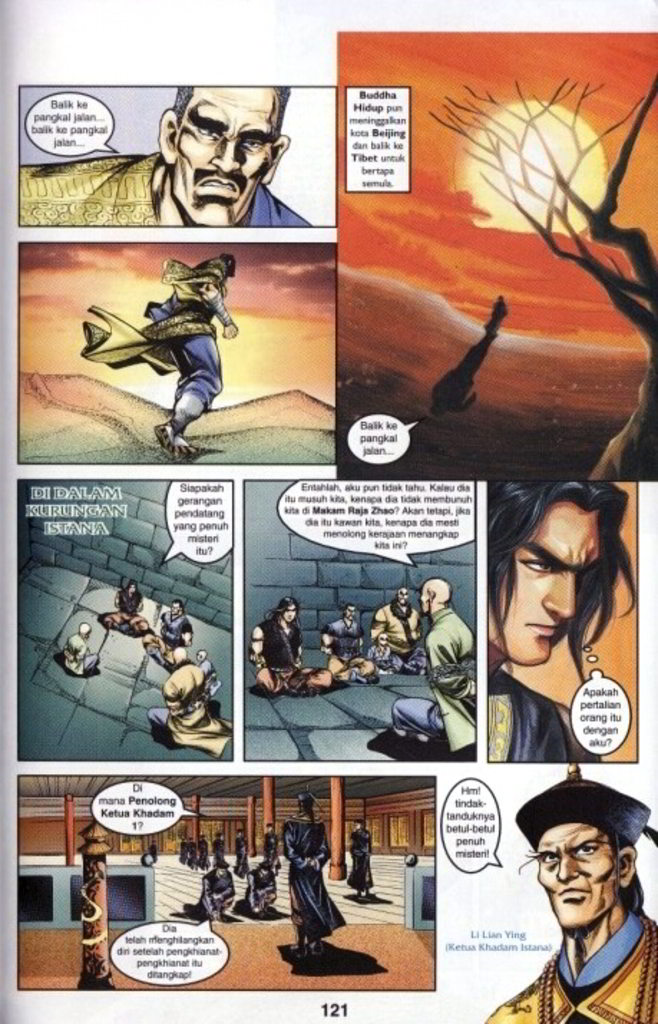 Balik ke
pangkal jalan...
balik ke pangkal
jalan...
Buddha
Hidup pun
meninggalkan
kota Beijing
dan balik ke
Tibet untuk
bertapa
semula.
Balik ke
pangkal
jalan...
DI DALAM
KURUNGAN
ISTANA
Siapakah
gerangan
pendatang
yang penuh
misteri
itu?
Entahlah, aku pun tidak tahu. Kalau dia
itu musuh kita, kenapa dia tidak membunuh
kita di Makam Raja Zhao? Akan tetapi, jika
dia itu kawan kita, kenapa dia mesti
menolong kerajaan menangkap
kita ini?
Apakah
pertalian
orang itu
dengan
aku?
Di
mana Penolong
Ketua Khadam
1?
Dia
telah menghilangkan
diri setelah pengkhianat-
pengkhianat itu
ditangkap!
Hm!
tindak-
tanduknya
betul-betul
penuh
misteri!
Li Lian Ying
(Ketua Khadam Istana)
121